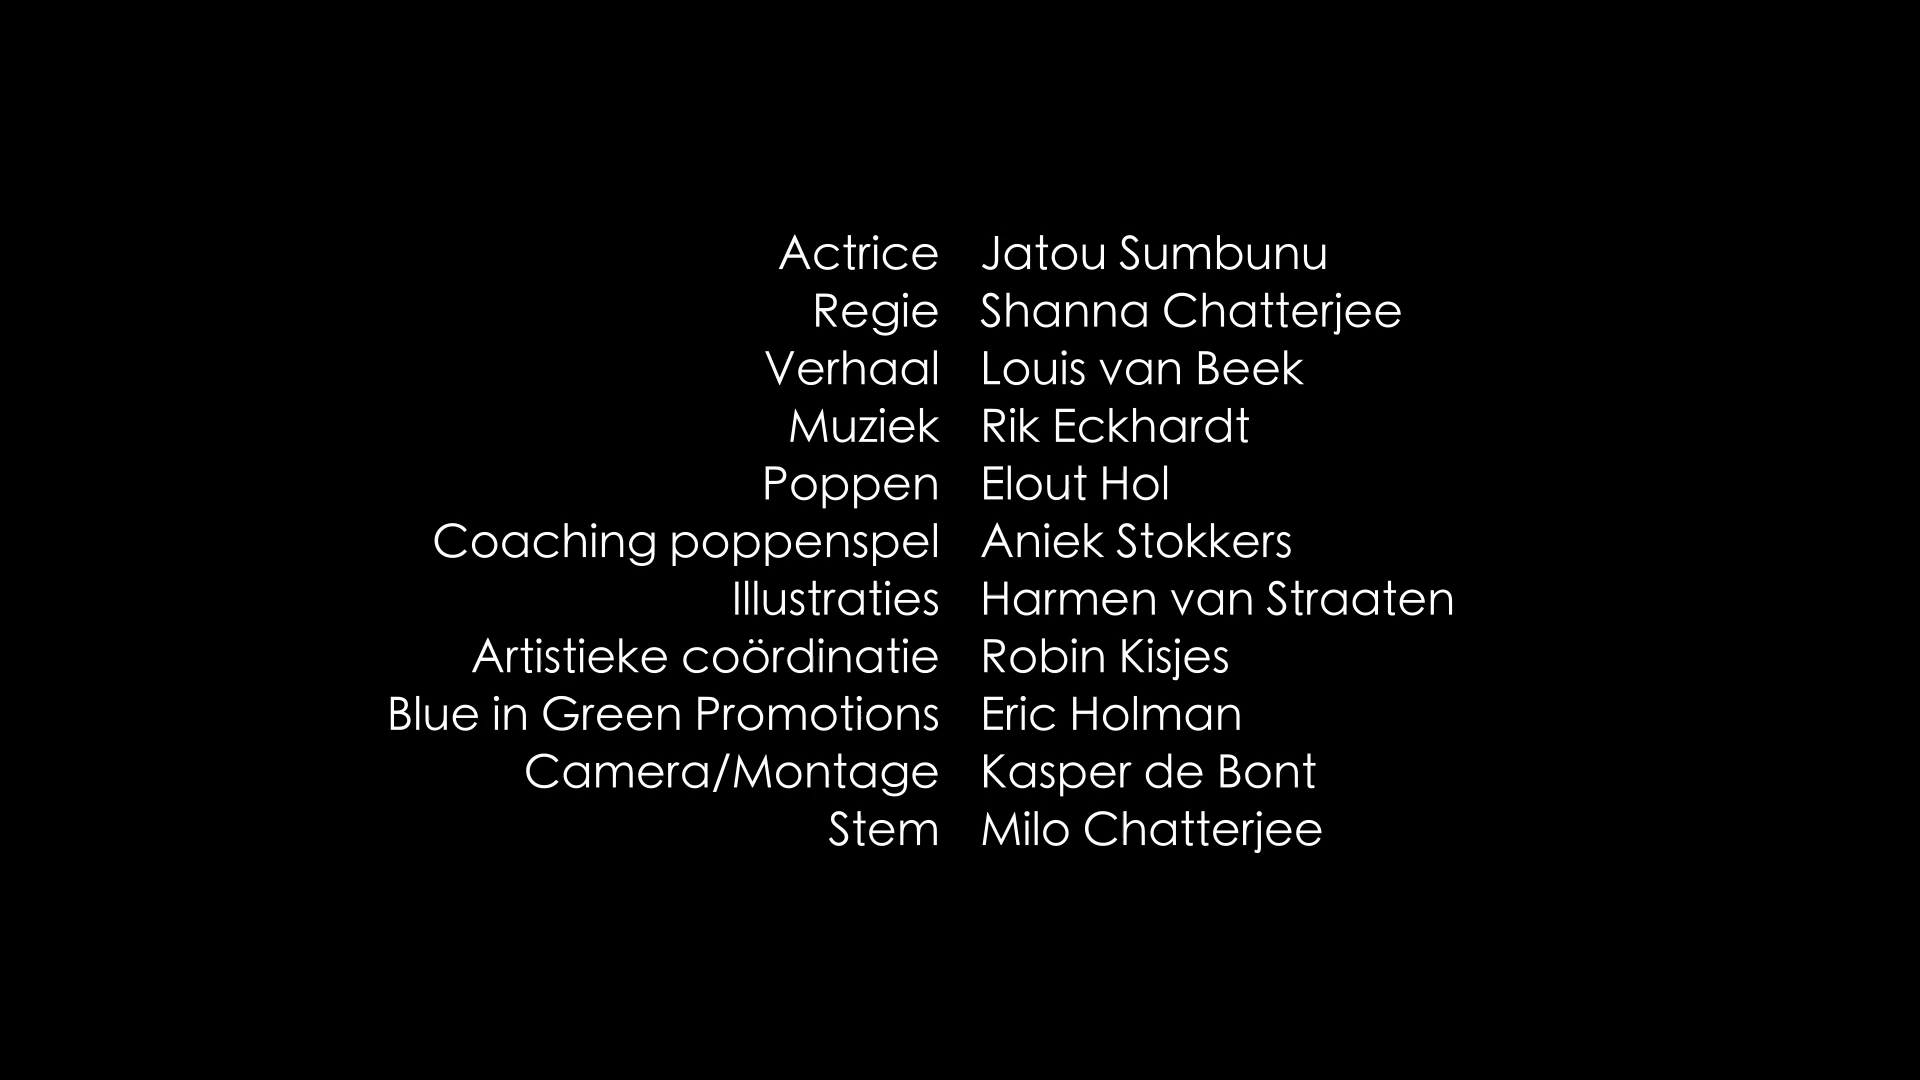 Actrice Jatou Sumbunu
Regie Shanna Chatterjee
Verhaal Louis van Beek
Muziek Rik Eckhardt
Poppen Elout Hol
Coaching poppenspel Aniek Stokkers
Illustraties Harmen van Straaten
Artistieke coördinatie Robin Kisjes
Blue in Green Promotions Eric Holman
Camera/Montage Kasper de Bont
Stem Milo Chatterjee